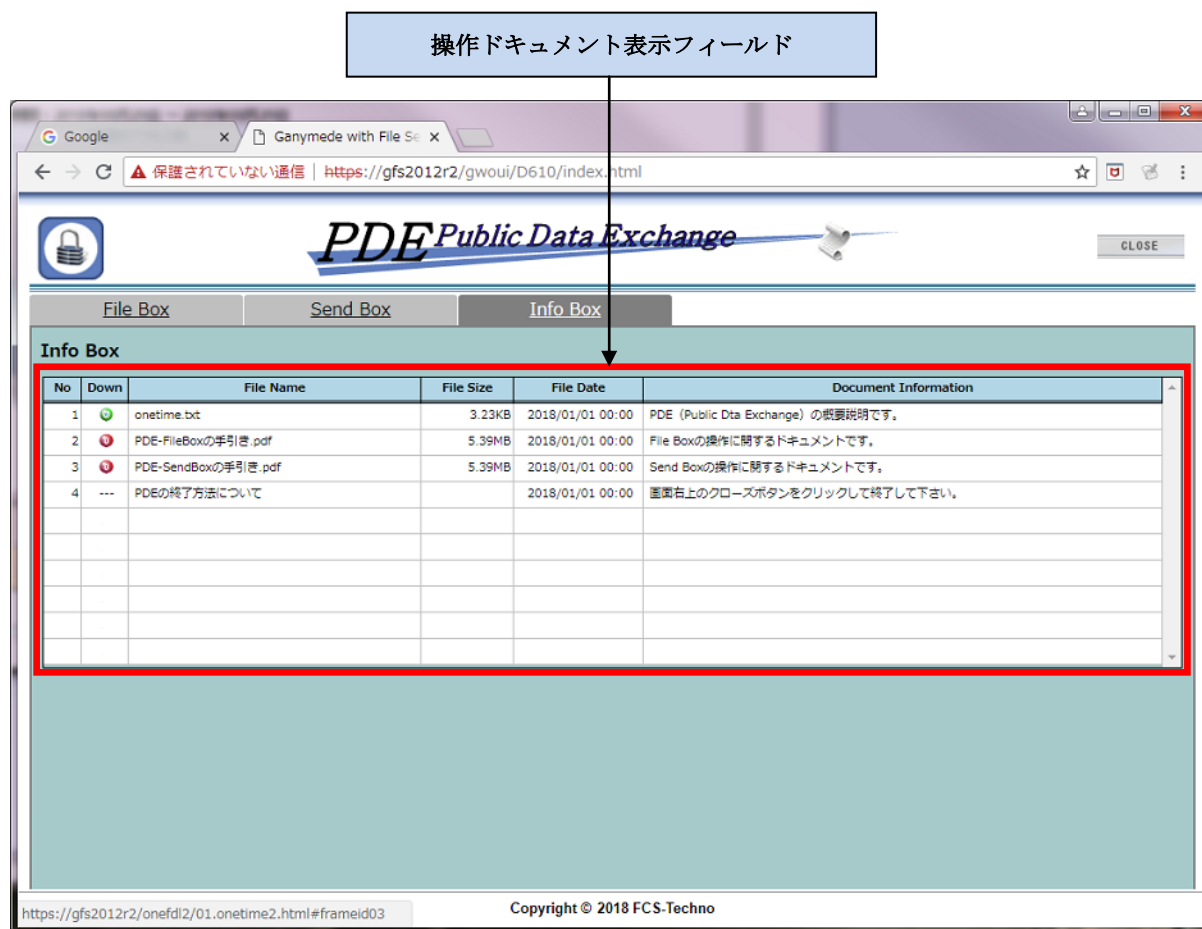 操作ドキュメント表示フィールド
Google
Ganymede with File Se
保護されていない通信 | https://gfs2012r2/gwoui/D610/index.html
PDE Public Data Exchange
CLOSE
File Box Send Box Info Box
Info Box
No Down File Name File Size File Date Document Information
1 onetime.txt 3.23KB 2018/01/01 00:00 PDE（Public Dta Exchange）の概要説明です。
2 PDE-FileBoxの手引き.pdf 5.39MB 2018/01/01 00:00 File Boxの操作に関するドキュメントです。
3 PDE-SendBoxの手引き.pdf 5.39MB 2018/01/01 00:00 Send Boxの操作に関するドキュメントです。
4 --- PDEの終了方法について 2018/01/01 00:00 画面右上のクローズボタンをクリックして終了して下さい。
https://gfs2012r2/onefdl2/01.onetime2.html#frameid03
Copyright © 2018 FCS-Techno